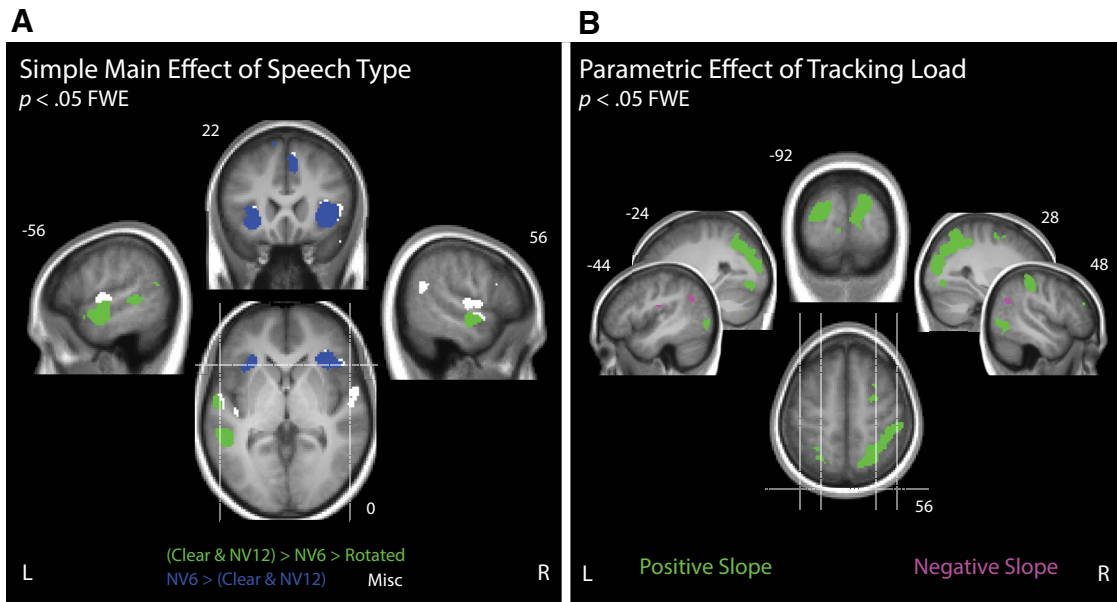 A
Simple Main Effect of Speech Type
p < .05 FWE
22
-56
56
0
(Clear & NV12) > NV6 > Rotated
NV6 > (Clear & NV12)
Misc
L
R
B
Parametric Effect of Tracking Load
p < .05 FWE
-92
-24
28
-44
48
56
Positive Slope
Negative Slope
L
R